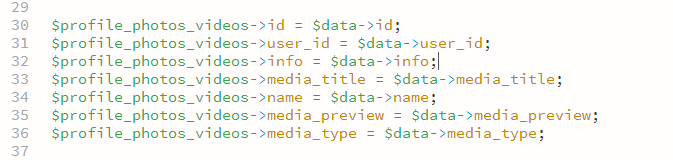 29
30 $profile_photos_videos->id = $data->id;
31 $profile_photos_videos->user_id = $data->user_id;
32 $profile_photos_videos->info = $data->info;
33 $profile_photos_videos->media_title = $data->media_title;
34 $profile_photos_videos->name = $data->name;
35 $profile_photos_videos->media_preview = $data->media_preview;
36 $profile_photos_videos->media_type = $data->media_type;
37